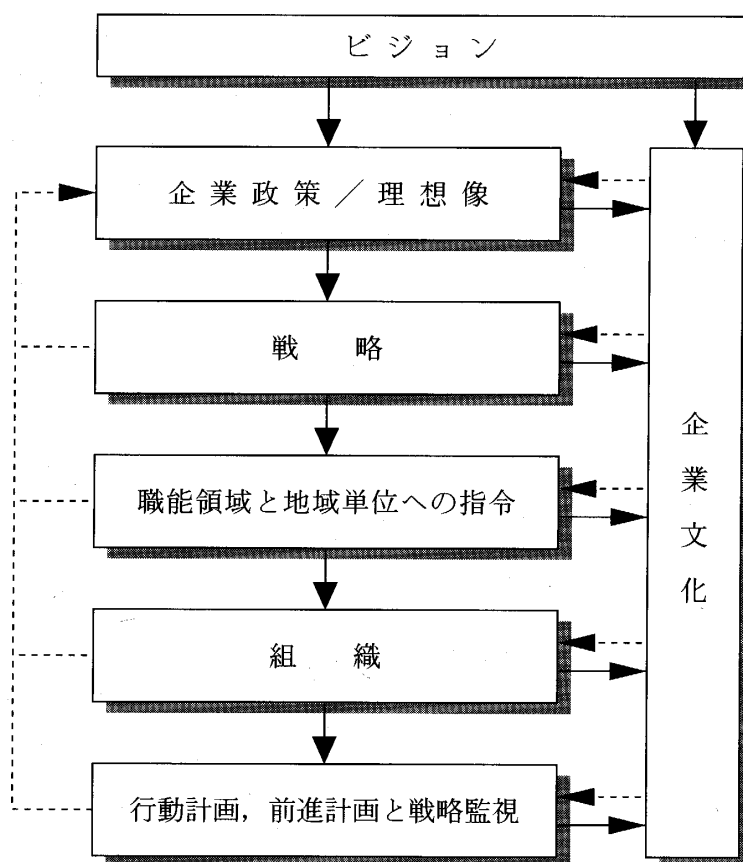 ビジョン
企業政策／理想像
戦略
職能領域と地域単位への指令
組織
行動計画，前進計画と戦略監視
企業文化